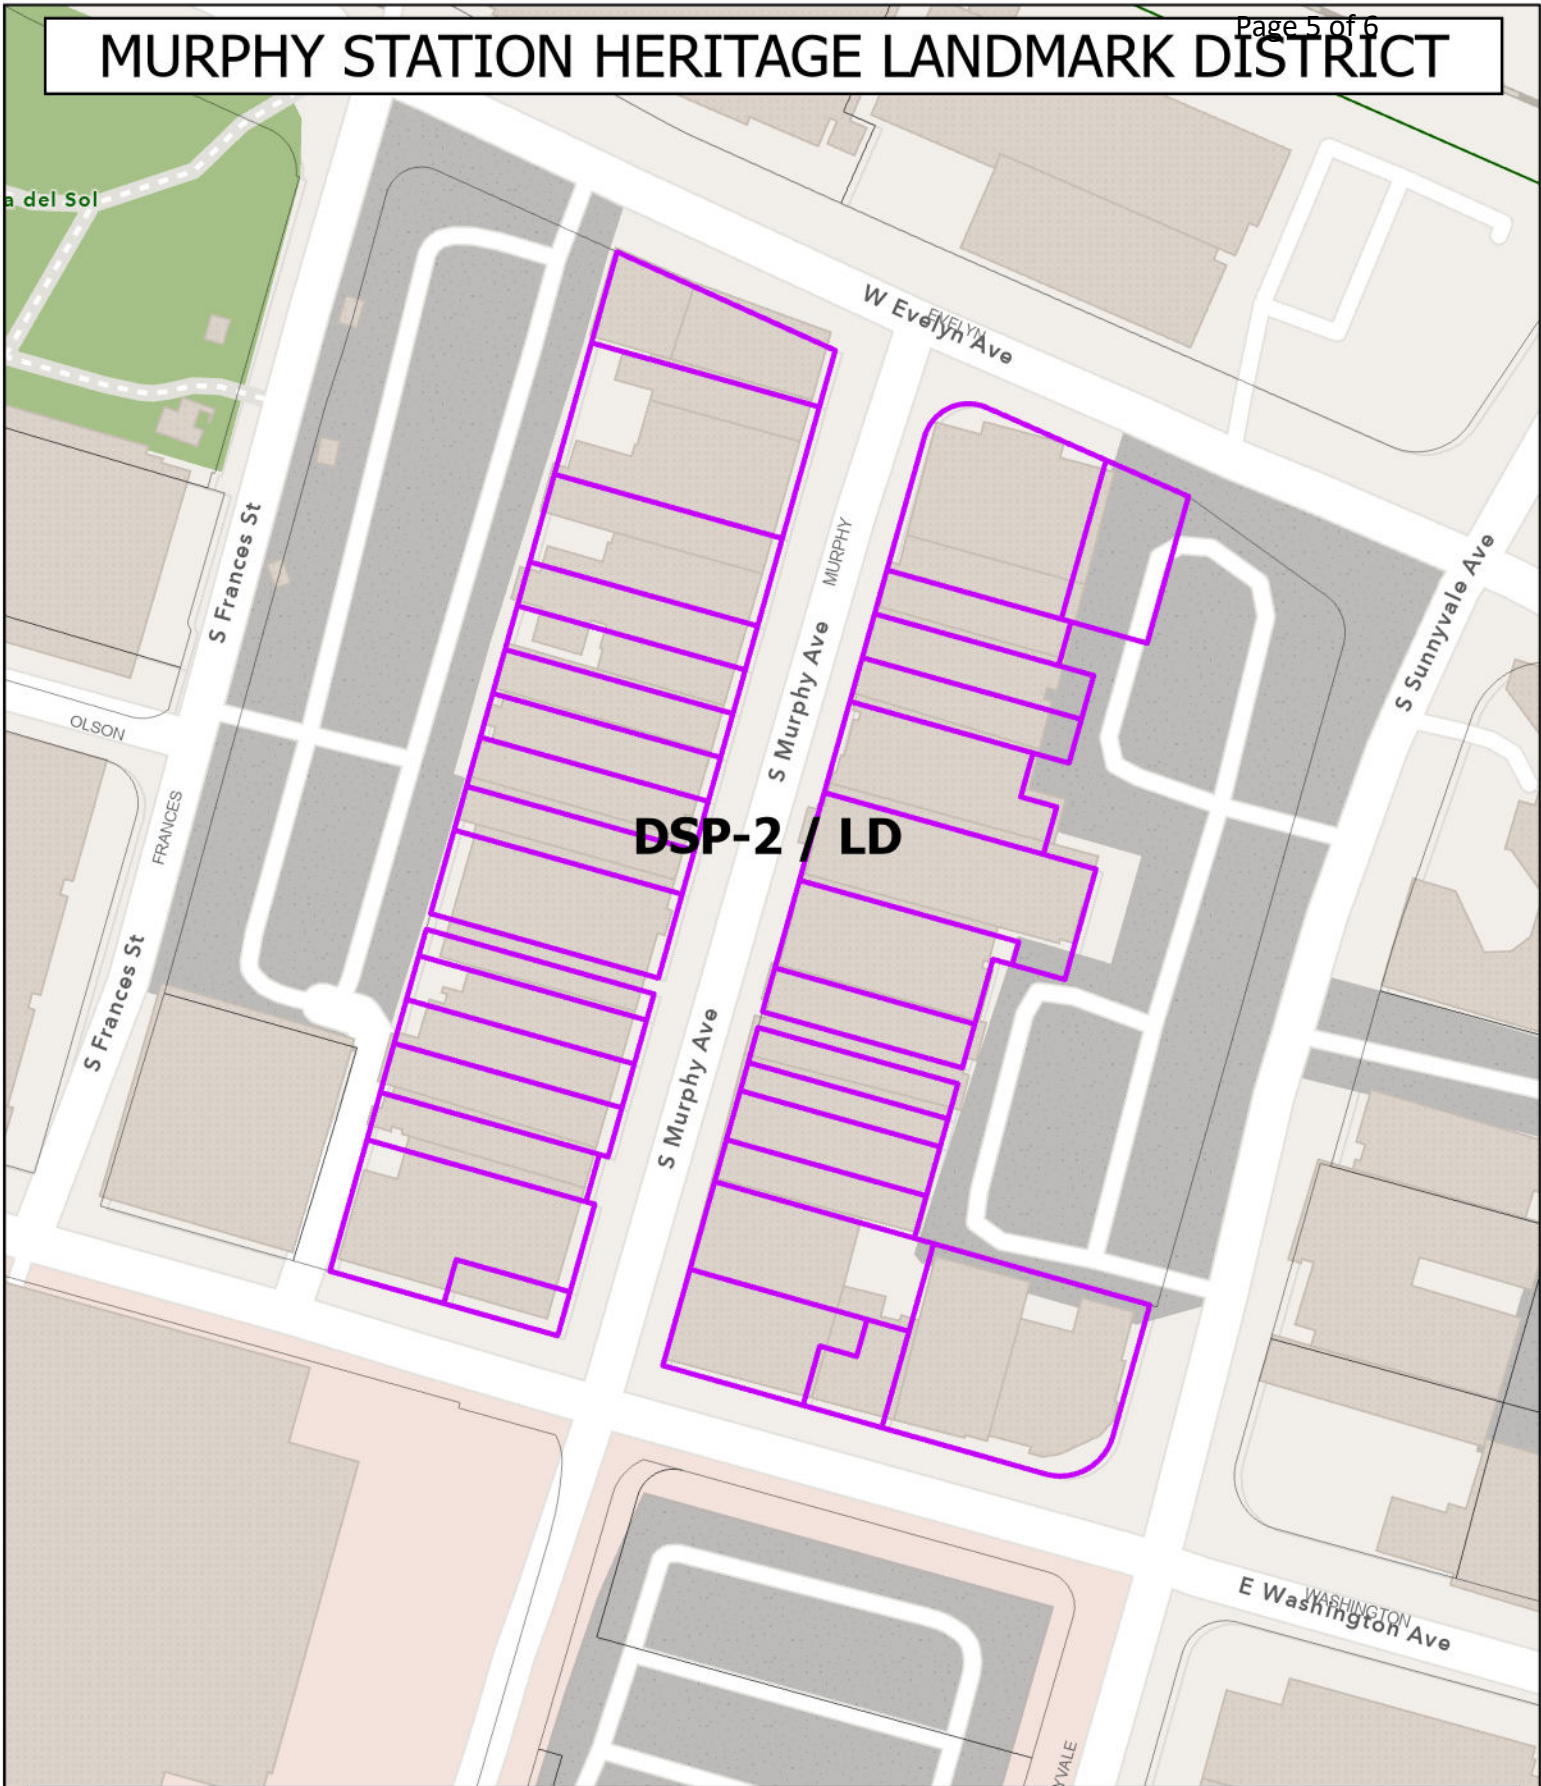 Page 5 of 6
MURPHY STATION HERITAGE LANDMARK DISTRICT
a del Sol
W Evelyn Ave
EVELYN
S Frances St
MURPHY
S Murphy Ave
S Sunnyvale Ave
OLSON
FRANCES
DSP-2 / LD
S Frances St
S Murphy Ave
E Washington Ave
WASHINGTON
YVALE